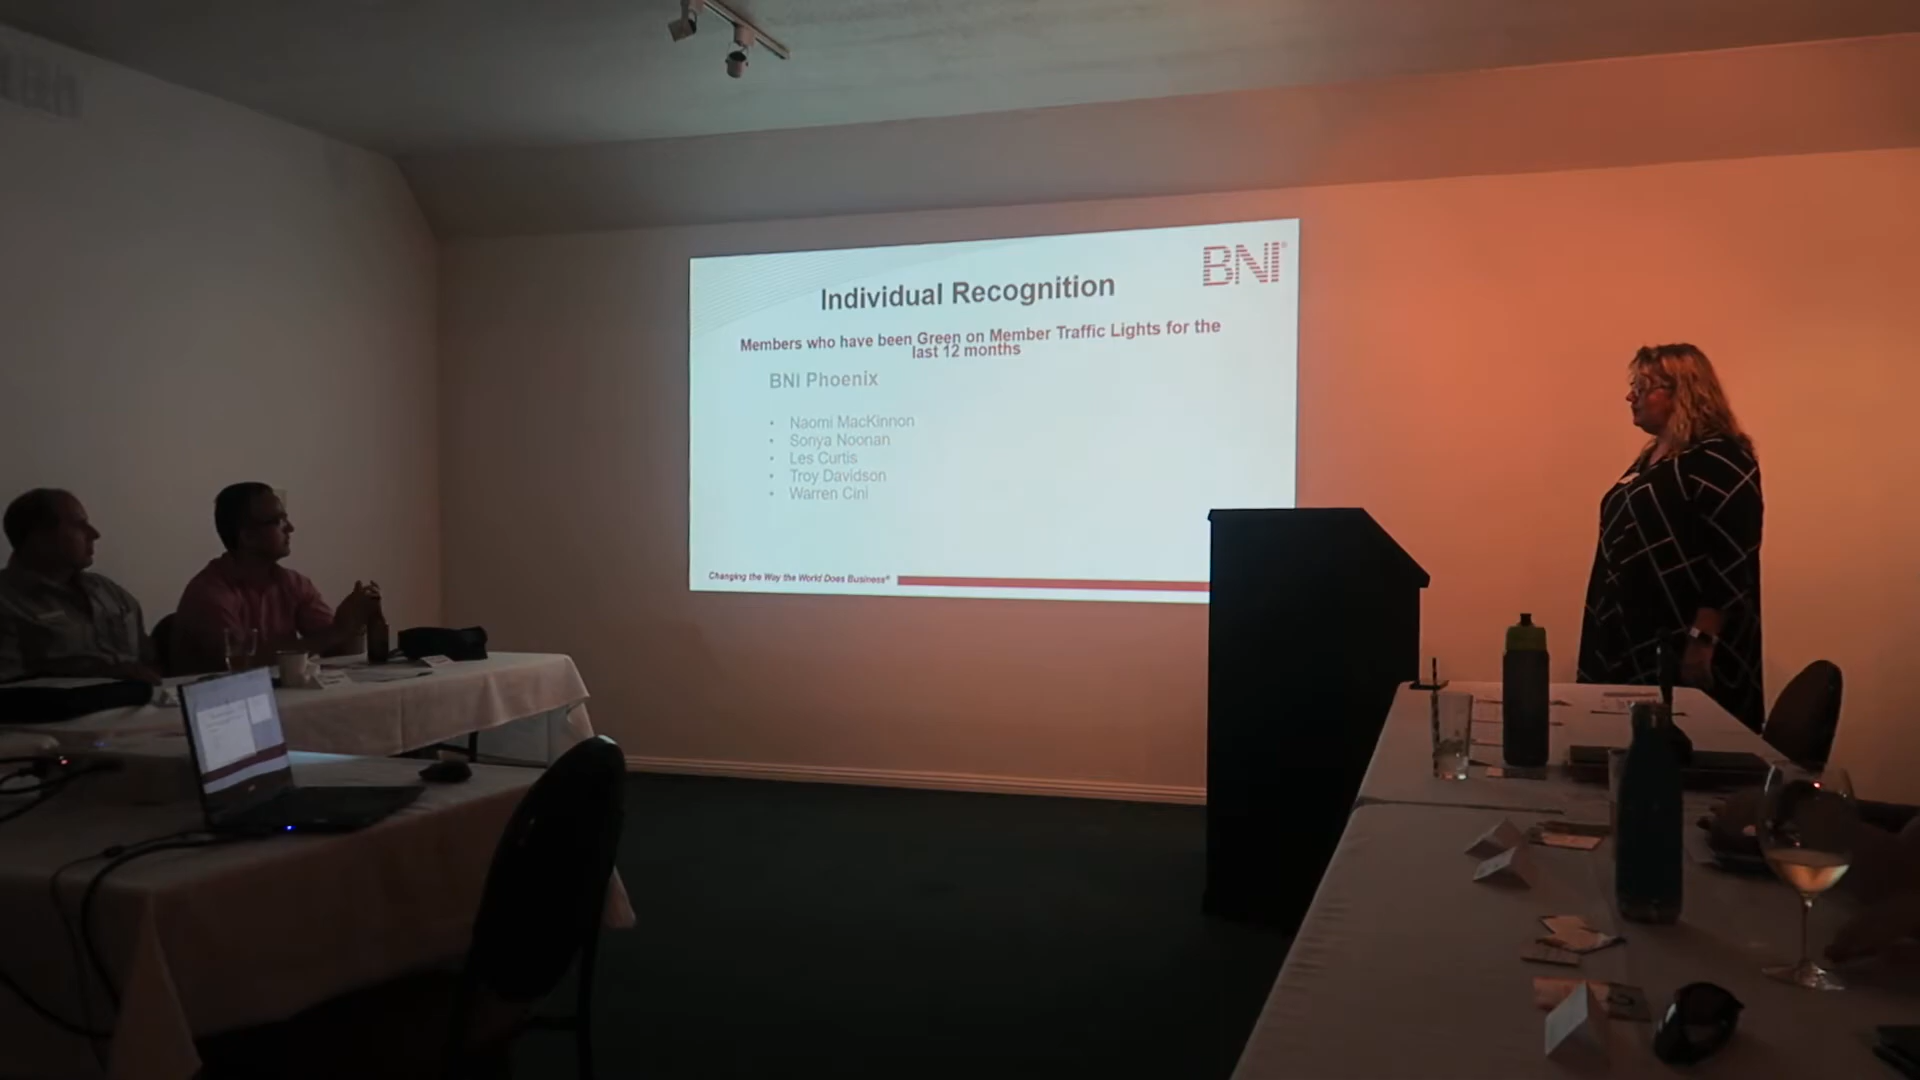 BNI®
Individual Recognition
Members who have been Green on Member Traffic Lights for the
last 12 months
BNI Phoenix
• Naomi MacKinnon
• Sonya Noonan
• Les Curtis
• Troy Davidson
• Warren Cini
Changing the Way the World Does Business®